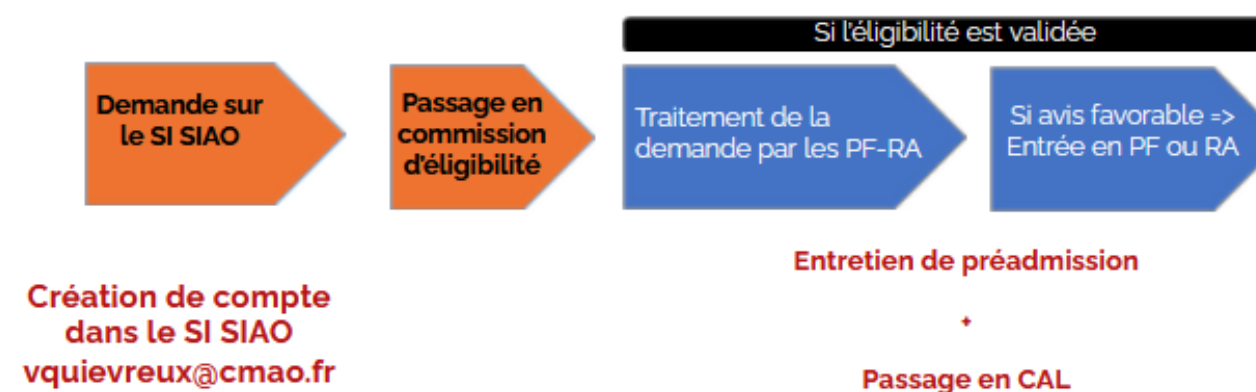 Si l'éligibilité est validée
Demande sur
le SI SIAO
Passage en
commission
d'éligibilité
Traitement de la
demande par les PF-RA
Si avis favorable =>
Entrée en PF ou RA
Création de compte
dans le SI SIAO
vquievreux@cmao.fr
Entretien de préadmission
+
Passage en CAL